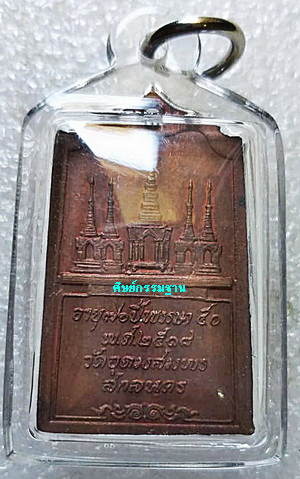 ศิษย์กรรมฐาน
อายุ ๗๐ ปี พรรษา ๕๐
พ.ศ. ๒๕๑๘
วัดอุดมสมพร
สกลนคร